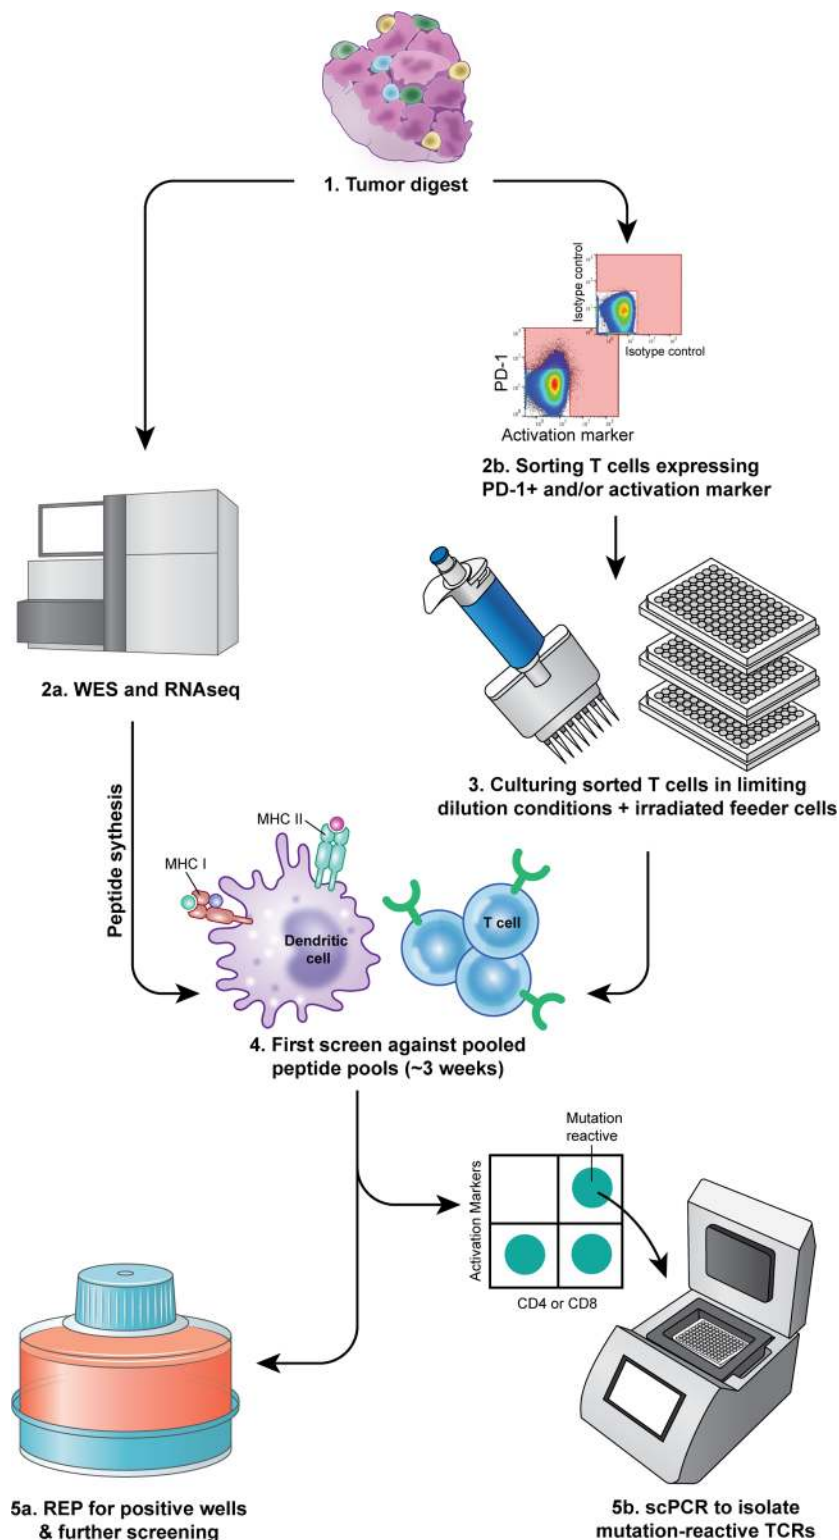 1. Tumor digest
Isotype control
Isotype control
PD-1
Activation marker
2b. Sorting T cells expressing
PD-1+ and/or activation marker
2a. WES and RNAseq
3. Culturing sorted T cells in limiting
dilution conditions + irradiated feeder cells
Peptide sythesis
MHC II
MHC I
Dendritic
cell
T cell
4. First screen against pooled
peptide pools (~3 weeks)
Mutation
reactive
Activation Markers
CD4 or CD8
5a. REP for positive wells
& further screening
5b. scPCR to isolate
mutation-reactive TCRs